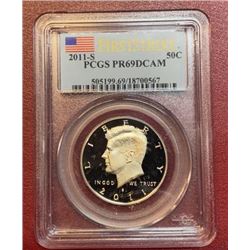 FIRST STRIKE
2011-S 50C
PCGS PR69DCAM
505199.69/18700567
LIBERTY
IN GOD WE TRUST
2011